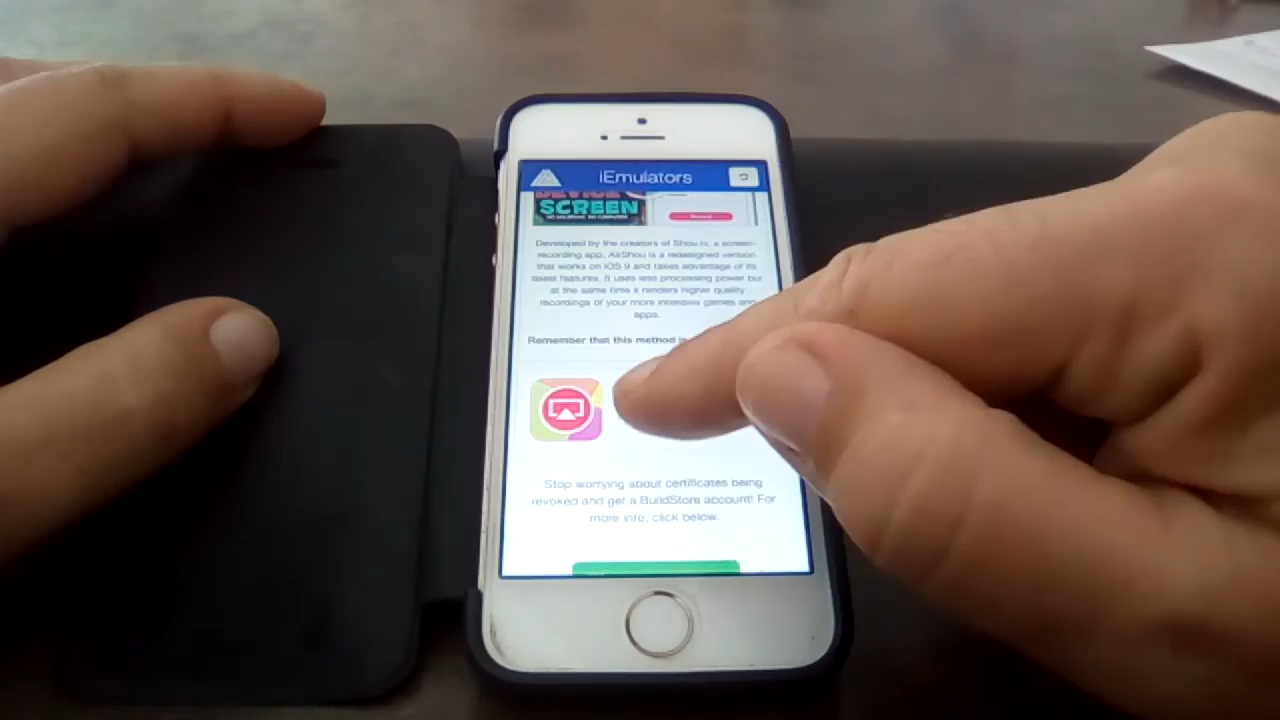 iEmulators
DEVICE
SCREEN
Record
Developed by the creators of Shou.tv, a screen-
recording app, AirShou is a redesigned version
that works on iOS 9 and takes advantage of its
latest features. It uses less processing power but
at the same time it renders higher quality
recordings of your more intensive games and
apps.
Remember that this method
Stop worrying about certificates being
revoked and get a BuildStore account! For
more info, click below.